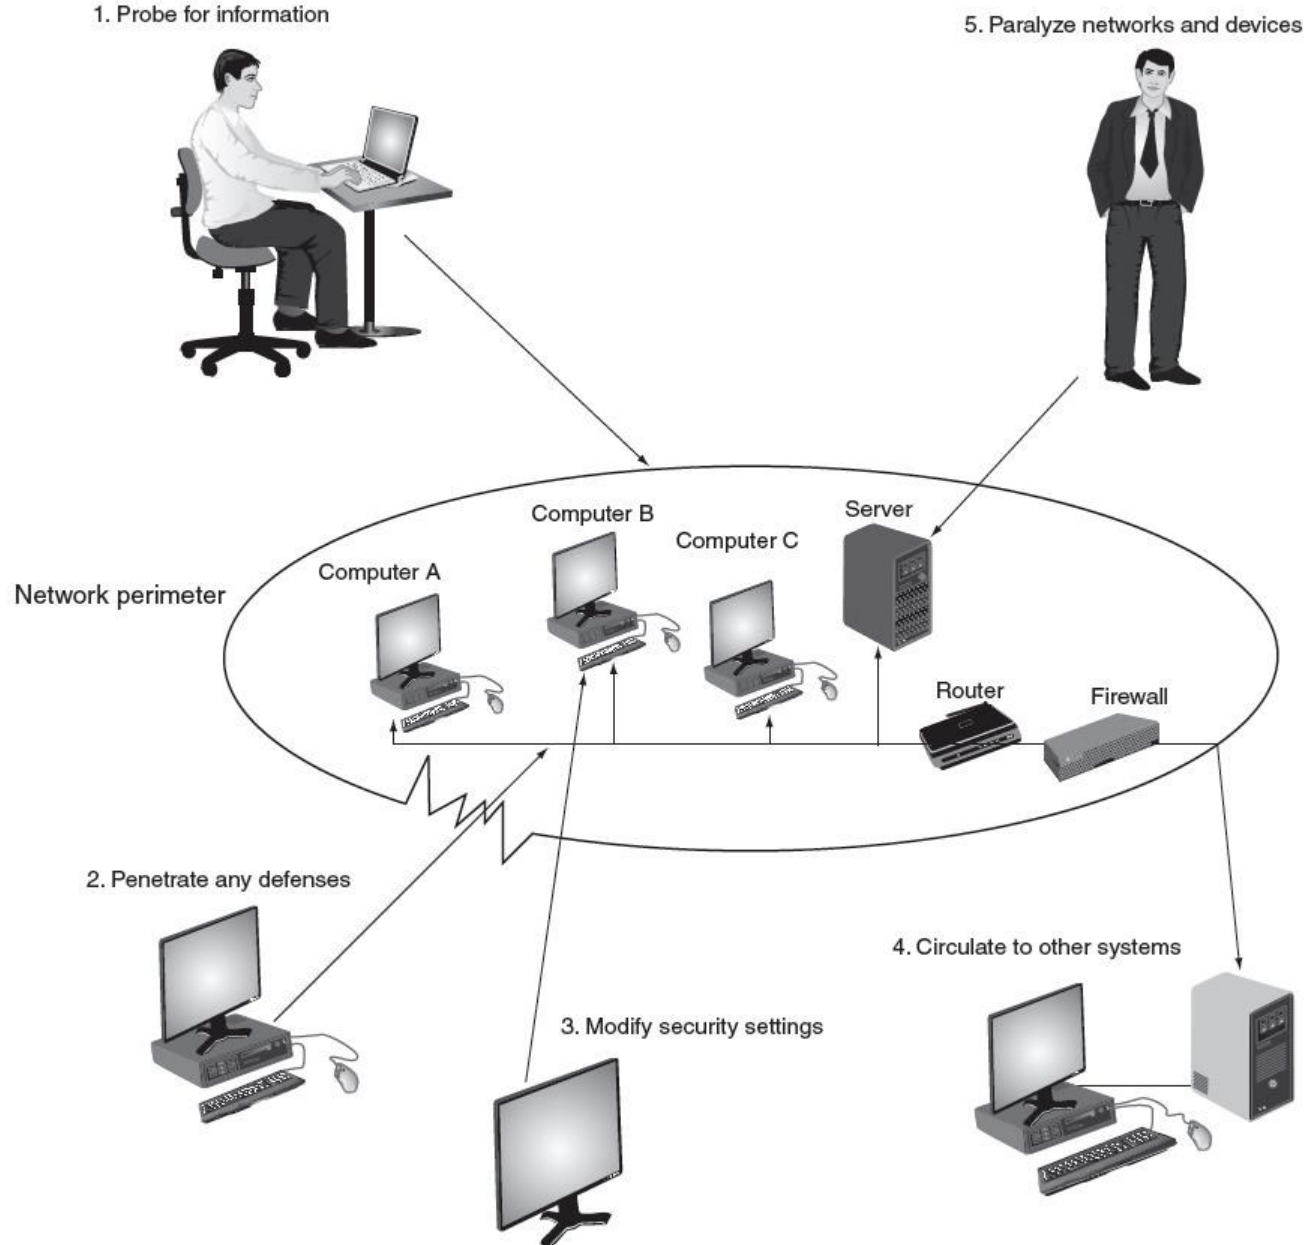 1. Probe for information
5. Paralyze networks and devices
Computer B
Server
Computer C
Computer A
Network perimeter
Router
Firewall
2. Penetrate any defenses
4. Circulate to other systems
3. Modify security settings